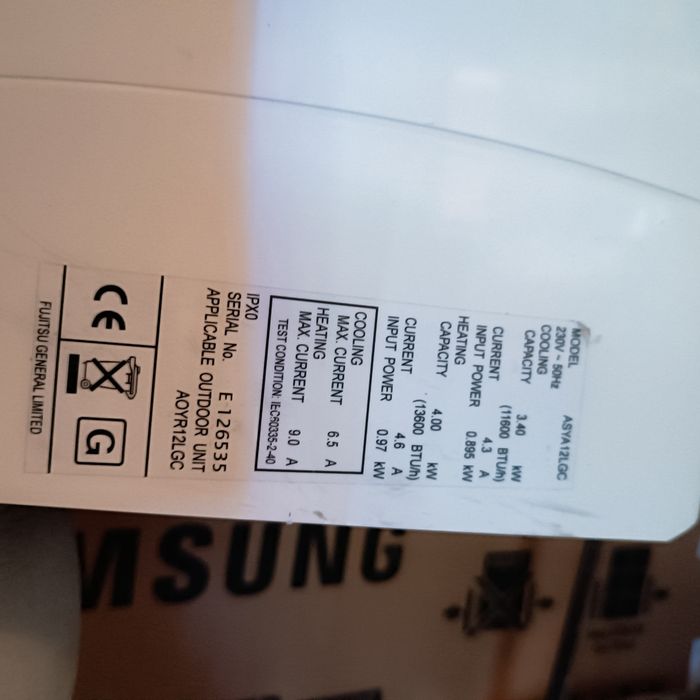 MODEL ASYA12LGC
230V ~ 50Hz
COOLING
CAPACITY 3.40 kW
(11600 BTU/h)
CURRENT 4.3 A
INPUT POWER 0.895 kW
HEATING
CAPACITY 4.00 kW
(13600 BTU/h)
CURRENT 4.6 A
INPUT POWER 0.97 kW
COOLING
MAX. CURRENT 6.5 A
HEATING
MAX. CURRENT 9.0 A
TEST CONDITION: IEC60335-2-40
IPX0
SERIAL No. E 126535
APPLICABLE OUTDOOR UNIT
AOYR12LGC
CE
G
FUJITSU GENERAL LIMITED
MSUNG